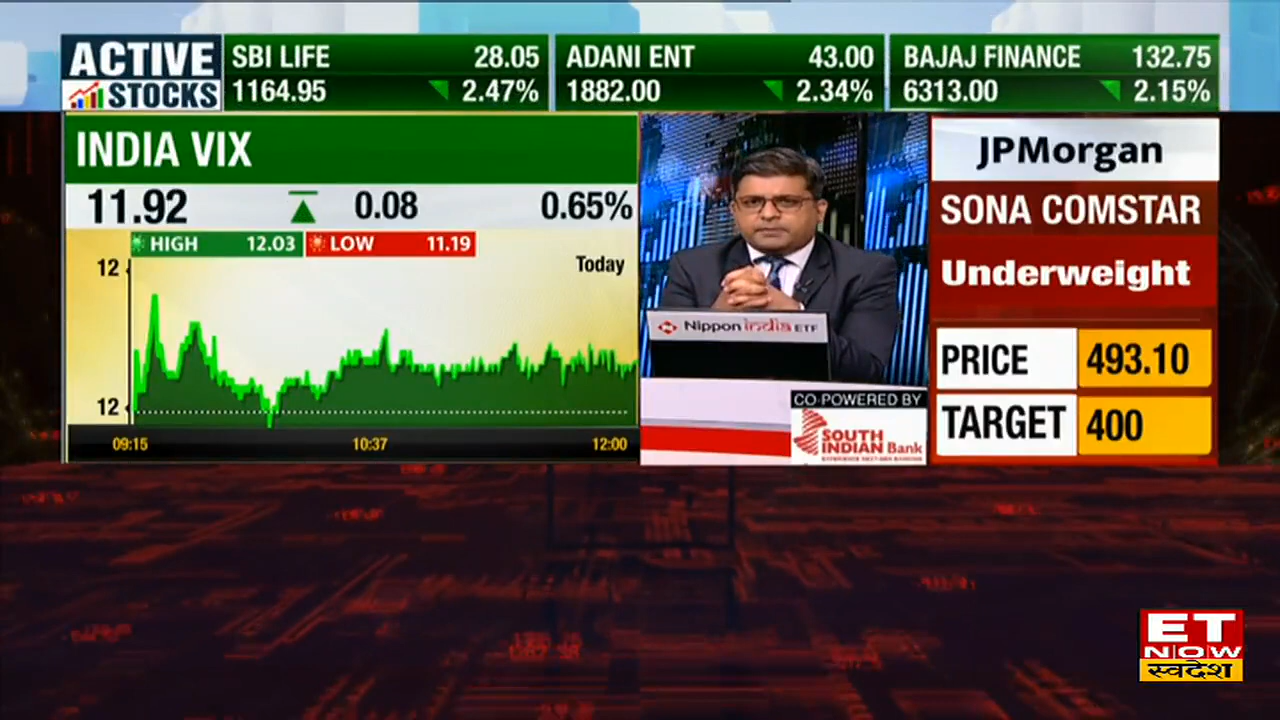 ACTIVE
STOCKS
SBI LIFE 28.05
1164.95 2.47%
ADANI ENT 43.00
1882.00 2.34%
BAJAJ FINANCE 132.75
6313.00 2.15%
INDIA VIX
11.92 0.08 0.65%
HIGH 12.03 LOW 11.19
Today
12
12
09:15 10:37 12:00
Nippon india ETF
CO-POWERED BY
SOUTH
INDIAN Bank
JPMorgan
SONA COMSTAR
Underweight
PRICE 493.10
TARGET 400
ET
NOW
स्वदेश